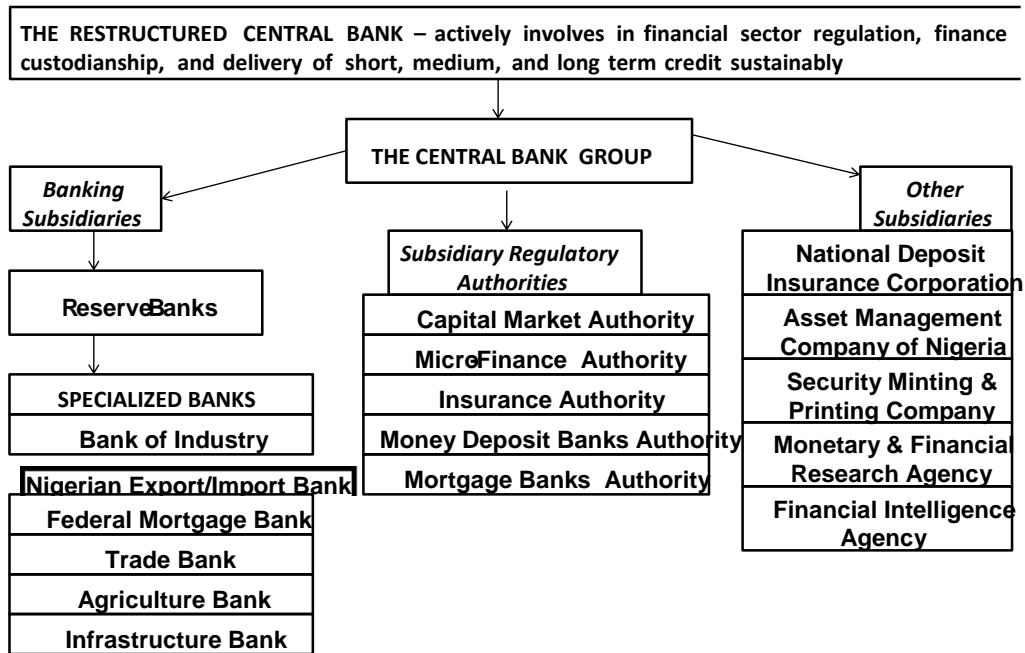 THE RESTRUCTURED CENTRAL BANK – actively involves in financial sector regulation, finance
custodianship, and delivery of short, medium, and long term credit sustainably
THE CENTRAL BANK GROUP
Banking
Subsidiaries
Reserve Banks
SPECIALIZED BANKS
Bank of Industry
Nigerian Export/Import Bank
Federal Mortgage Bank
Trade Bank
Agriculture Bank
Infrastructure Bank
Subsidiary Regulatory
Authorities
Capital Market Authority
Micro-Finance Authority
Insurance Authority
Money Deposit Banks Authority
Mortgage Banks Authority
Other
Subsidiaries
National Deposit
Insurance Corporation
Asset Management
Company of Nigeria
Security Minting &
Printing Company
Monetary & Financial
Research Agency
Financial Intelligence
Agency